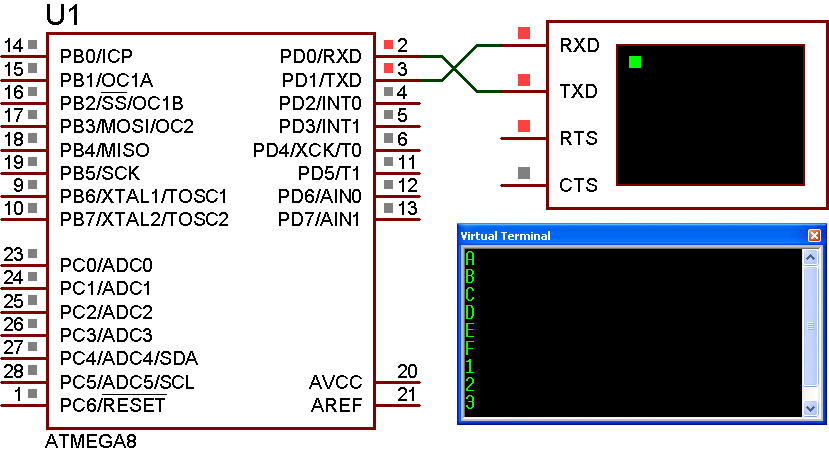 U1
14 PB0/ICP PD0/RXD 2
15 PB1/OC1A PD1/TXD 3
16 PB2/SS/OC1B PD2/INT0 4
17 PB3/MOSI/OC2 PD3/INT1 5
18 PB4/MISO PD4/XCK/T0 6
19 PB5/SCK PD5/T1 11
9 PB6/XTAL1/TOSC1 PD6/AIN0 12
10 PB7/XTAL2/TOSC2 PD7/AIN1 13
23 PC0/ADC0
24 PC1/ADC1
25 PC2/ADC2
26 PC3/ADC3
27 PC4/ADC4/SDA
28 PC5/ADC5/SCL AVCC 20
1 PC6/RESET AREF 21
ATMEGA8
RXD
TXD
RTS
CTS
Virtual Terminal
A
B
C
D
E
F
1
2
3